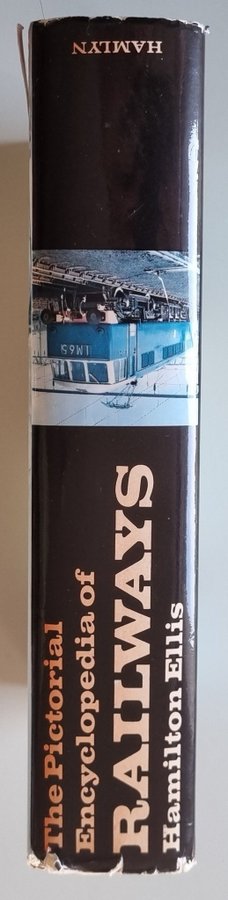 The Pictorial
Encyclopedia of
RAILWAYS
Hamilton Ellis
1M65
HAMLYN